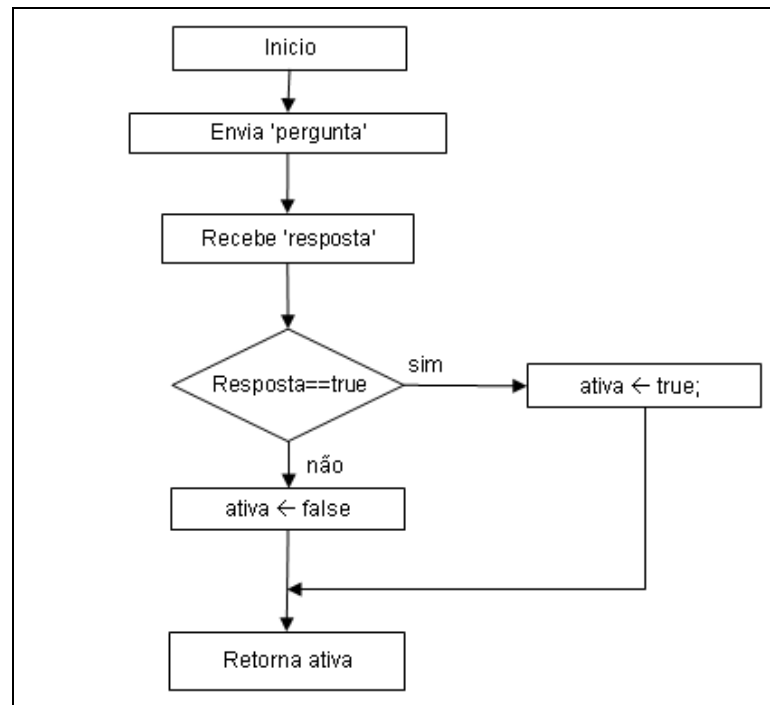 Inicio
Envia 'pergunta'
Recebe 'resposta'
Resposta==true
sim
ativa ← true;
não
ativa ← false
Retorna ativa